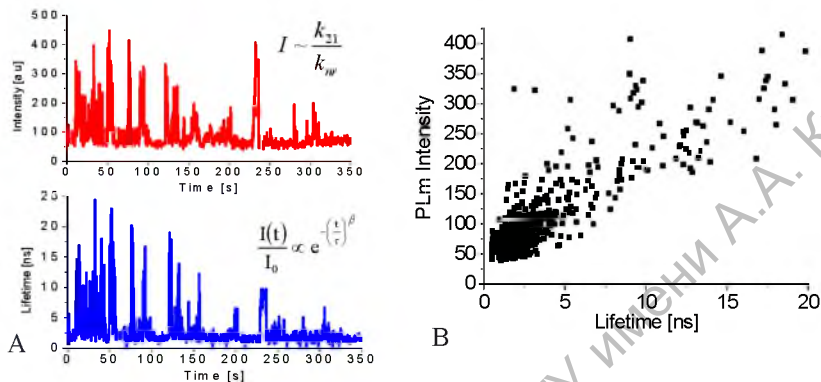 500
400
300
200
100
0
Intensity [au]
I ~ k₂₁ / kₙᵣ
0 50 100 150 200 250 300 350
Time [s]
25
20
15
10
5
0
Lifetime [ns]
I(t)/I₀ ∝ e^-(t/τ)^β
0 50 100 150 200 250 300 350
Time [s]
A
400
350
300
250
200
150
100
50
0
PLm Intensity
0 5 10 15 20
Lifetime [ns]
B
имени А.А. К